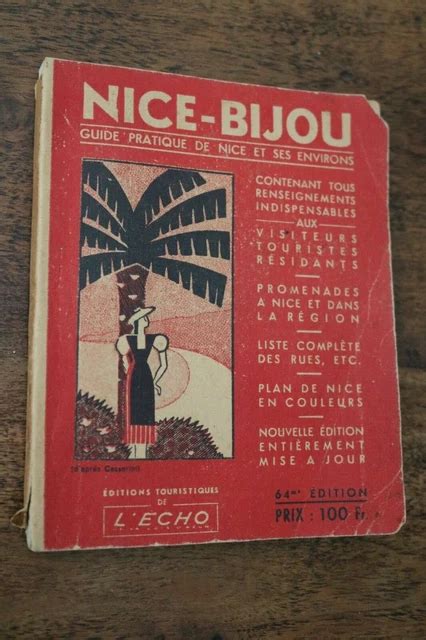 NICE-BIJOU
GUIDE PRATIQUE DE NICE ET SES ENVIRONS
CONTENANT TOUS
RENSEIGNEMENTS
INDISPENSABLES
AUX
VISITEURS
TOURISTES
RÉSIDANTS
PROMENADES
A NICE ET DANS
LA RÉGION
LISTE COMPLÈTE
DES RUES, ETC.
PLAN DE NICE
EN COULEURS
NOUVELLE ÉDITION
ENTIÈREMENT
MISE A JOUR
(d'après
ÉDITIONS TOURISTIQUES
DE
L'ÉCHO
64me ÉDITION
PRIX : 100 Fr.